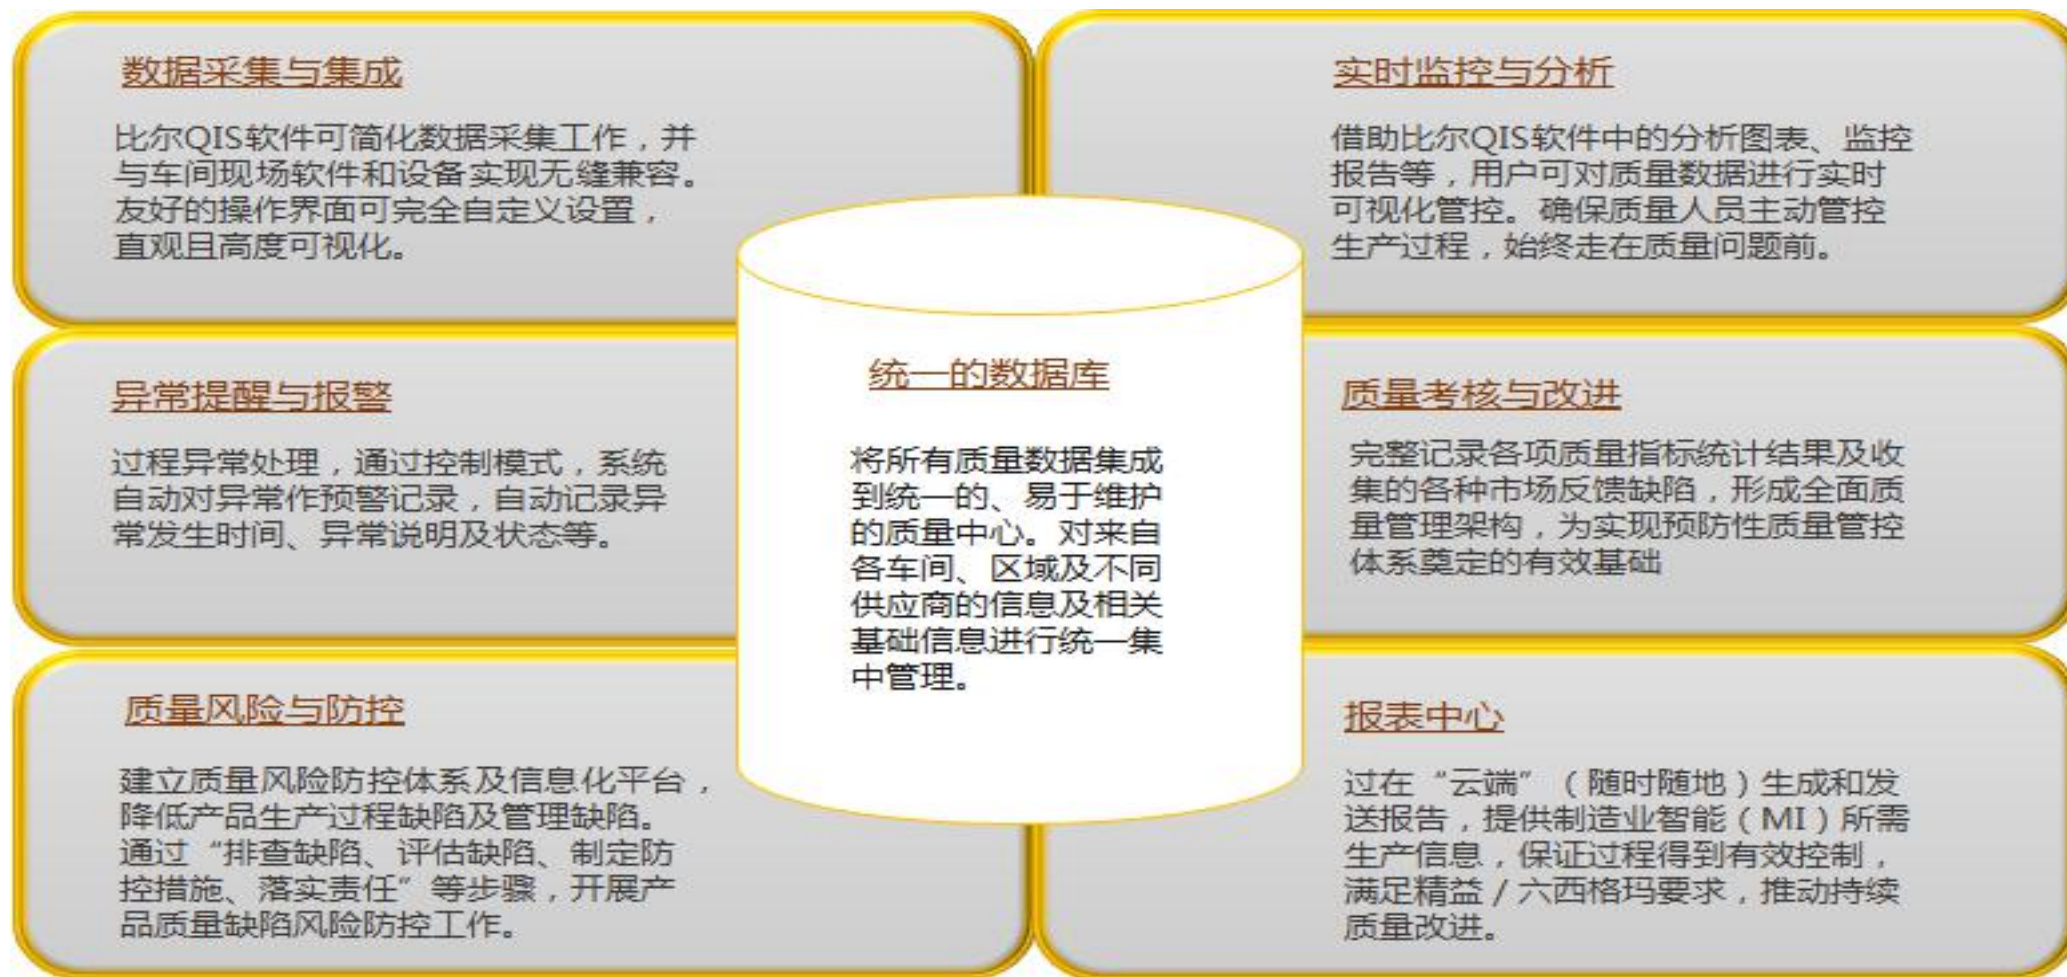 数据采集与集成
比尔QIS软件可简化数据采集工作，并
与车间现场软件和设备实现无缝兼容。
友好的操作界面可完全自定义设置，
直观且高度可视化。
实时监控与分析
借助比尔QIS软件中的分析图表、监控
报告等，用户可对质量数据进行实时
可视化管控。确保质量人员主动管控
生产过程，始终走在质量问题前。
异常提醒与报警
过程异常处理，通过控制模式，系统
自动对异常作预警记录，自动记录异
常发生时间、异常说明及状态等。
统一的数据库
将所有质量数据集成
到统一的、易于维护
的质量中心。对来自
各车间、区域及不同
供应商的信息及相关
基础信息进行统一集
中管理。
质量考核与改进
完整记录各项质量指标统计结果及收
集的各种市场反馈缺陷，形成全面质
量管理架构，为实现预防性质量管控
体系奠定的有效基础
质量风险与防控
建立质量风险防控体系及信息化平台，
降低产品生产过程缺陷及管理缺陷。
通过“排查缺陷、评估缺陷、制定防
控措施、落实责任”等步骤，开展产
品质量缺陷风险防控工作。
报表中心
过在“云端”（随时随地）生成和发
送报告，提供制造业智能（MI）所需
生产信息，保证过程得到有效控制，
满足精益/六西格玛要求，推动持续
质量改进。